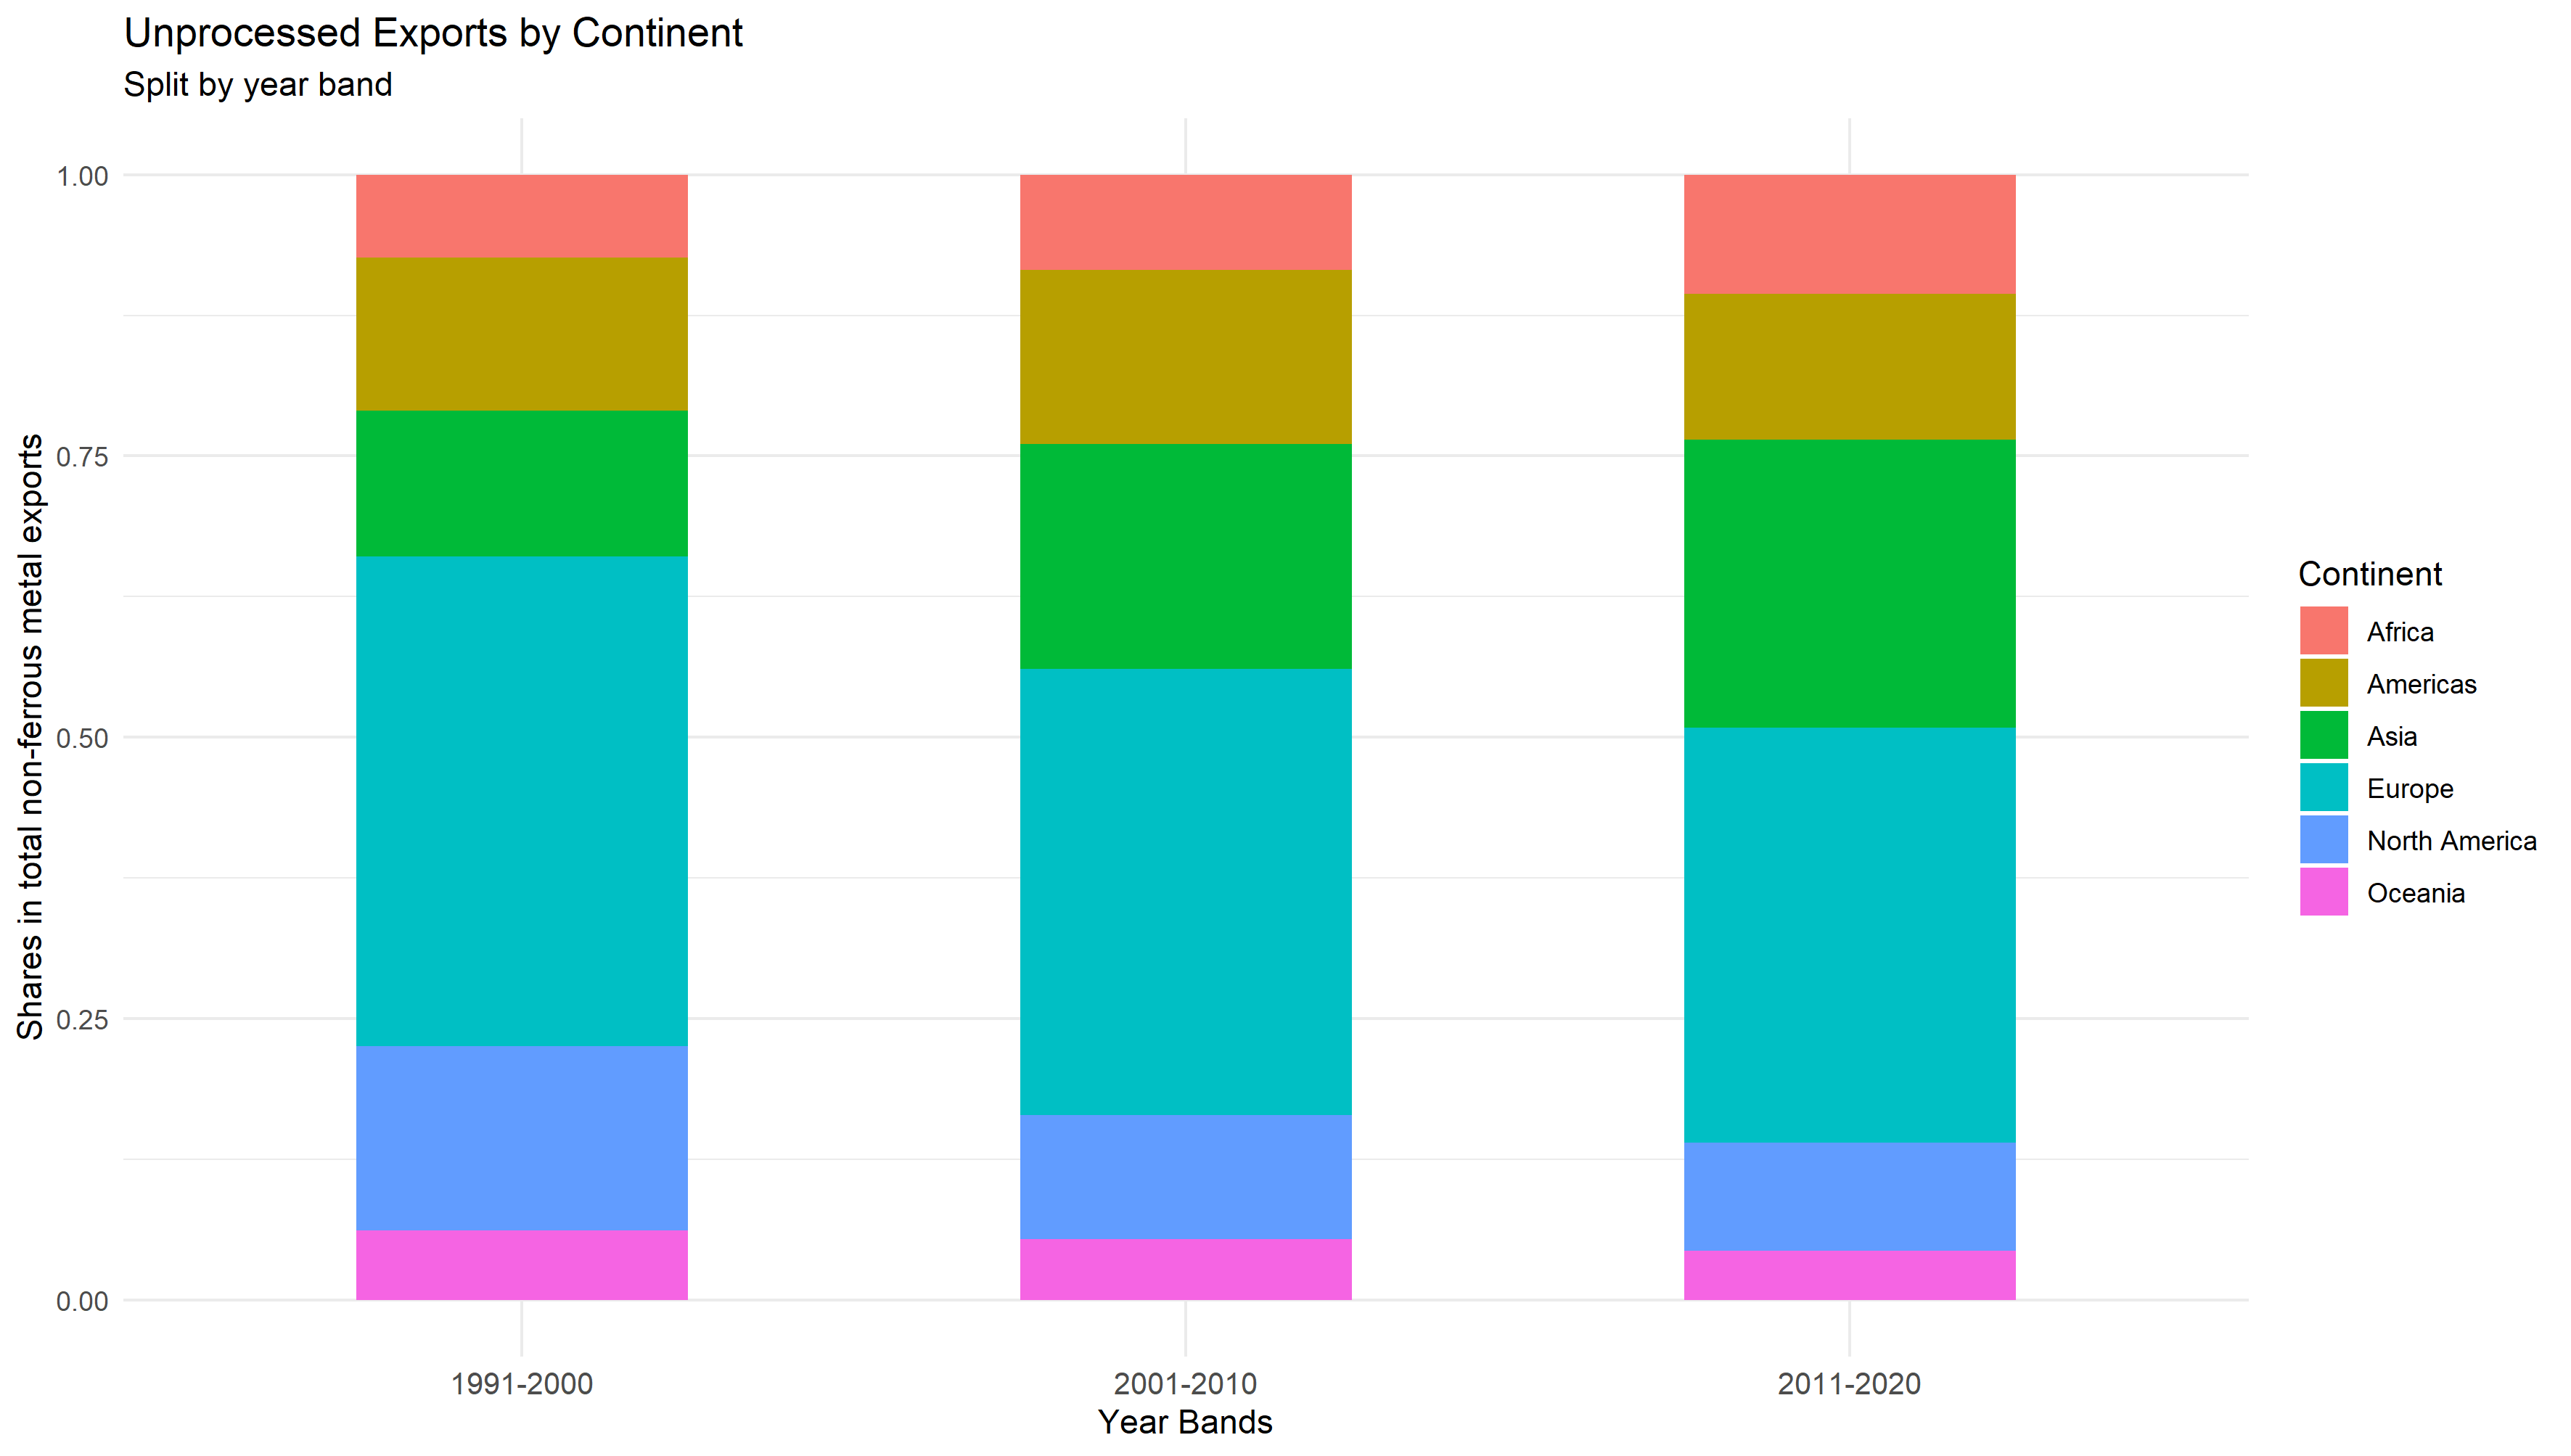 Unprocessed Exports by Continent
Split by year band
Shares in total non-ferrous metal exports
1.00
0.75
0.50
0.25
0.00
1991-2000
2001-2010
2011-2020
Year Bands
Continent
Africa
Americas
Asia
Europe
North America
Oceania